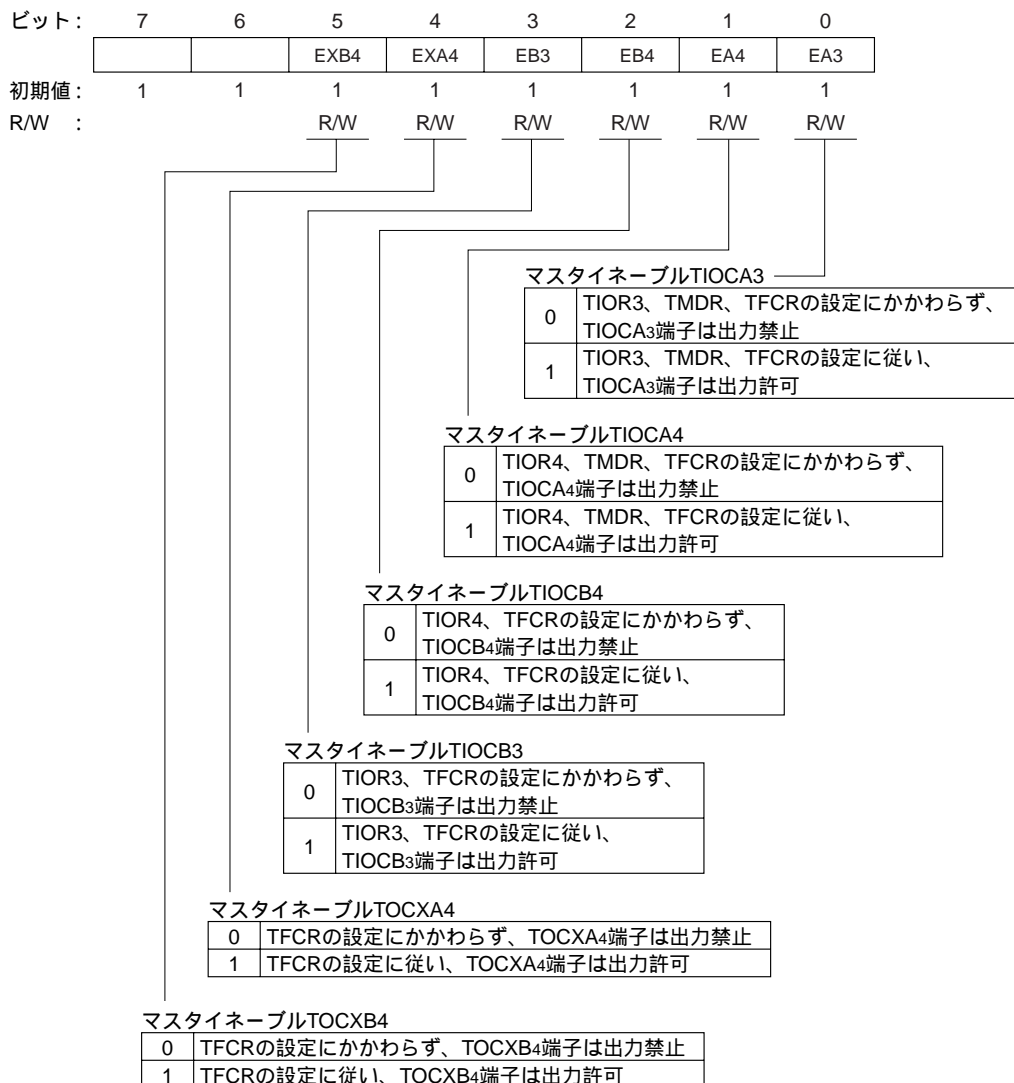 ビット: 7 6 5 4 3 2 1 0
EXB4 EXA4 EB3 EB4 EA4 EA3
初期値: 1 1 1 1 1 1 1 1
R/W : R/W R/W R/W R/W R/W R/W
マスタイネーブルTIOCA3
0 TIOR3、TMDR、TFCRの設定にかかわらず、
TIOCA3端子は出力禁止
1 TIOR3、TMDR、TFCRの設定に従い、
TIOCA3端子は出力許可
マスタイネーブルTIOCA4
0 TIOR4、TMDR、TFCRの設定にかかわらず、
TIOCA4端子は出力禁止
1 TIOR4、TMDR、TFCRの設定に従い、
TIOCA4端子は出力許可
マスタイネーブルTIOCB4
0 TIOR4、TFCRの設定にかかわらず、
TIOCB4端子は出力禁止
1 TIOR4、TFCRの設定に従い、
TIOCB4端子は出力許可
マスタイネーブルTIOCB3
0 TIOR3、TFCRの設定にかかわらず、
TIOCB3端子は出力禁止
1 TIOR3、TFCRの設定に従い、
TIOCB3端子は出力許可
マスタイネーブルTOCXA4
0 TFCRの設定にかかわらず、TOCXA4端子は出力禁止
1 TFCRの設定に従い、TOCXA4端子は出力許可
マスタイネーブルTOCXB4
0 TFCRの設定にかかわらず、TOCXB4端子は出力禁止
1 TFCRの設定に従い、TOCXB4端子は出力許可